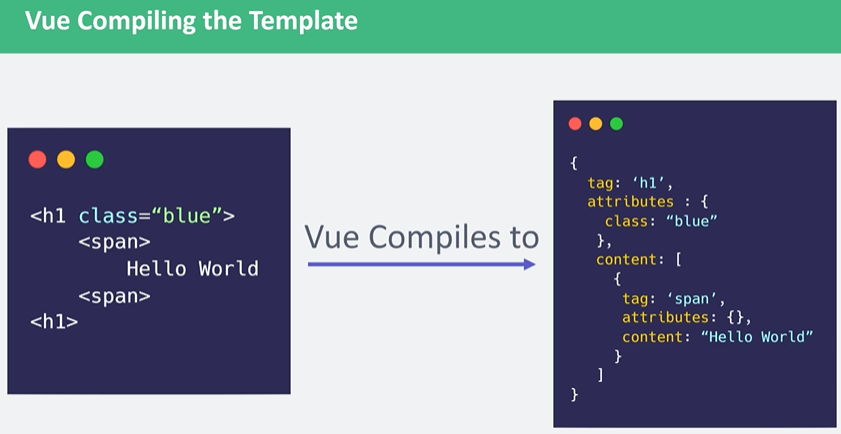 Vue Compiling the Template
<h1 class=“blue”>
<span>
Hello World
<span>
<h1>
Vue Compiles to
{
tag: ‘h1’,
attributes : {
class: “blue”
},
content: [
{
tag: ‘span’,
attributes: {},
content: “Hello World”
}
]
}